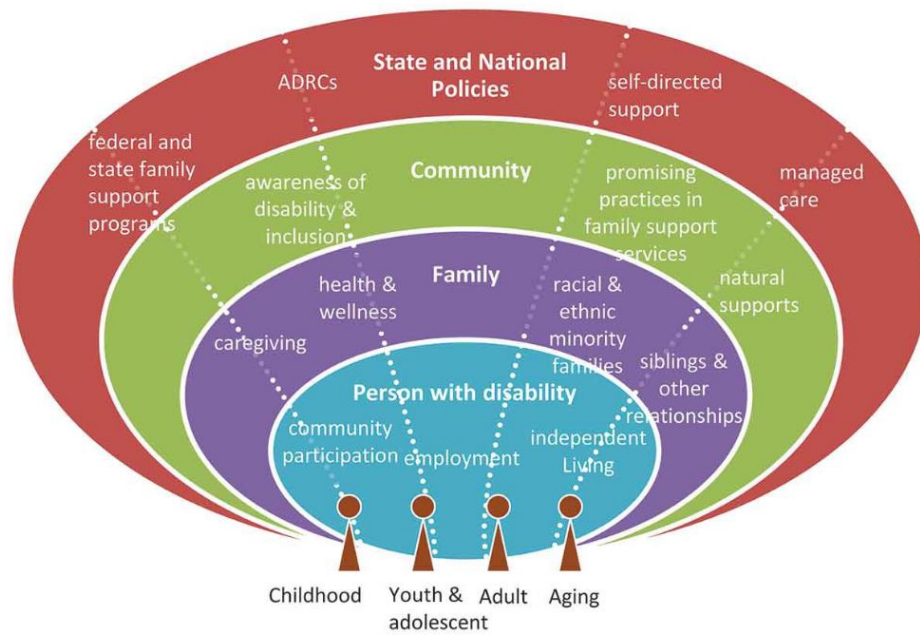 State and National
Policies
ADRCs
self-directed
support
federal and
state family
support
programs
managed
care
Community
awareness of
disability &
inclusion
promising
practices in
family support
services
natural
supports
Family
health &
wellness
racial &
ethnic
minority
families
caregiving
siblings &
other
relationships
Person with disability
community
participation
employment
independent
Living
Childhood
Youth &
adolescent
Adult
Aging